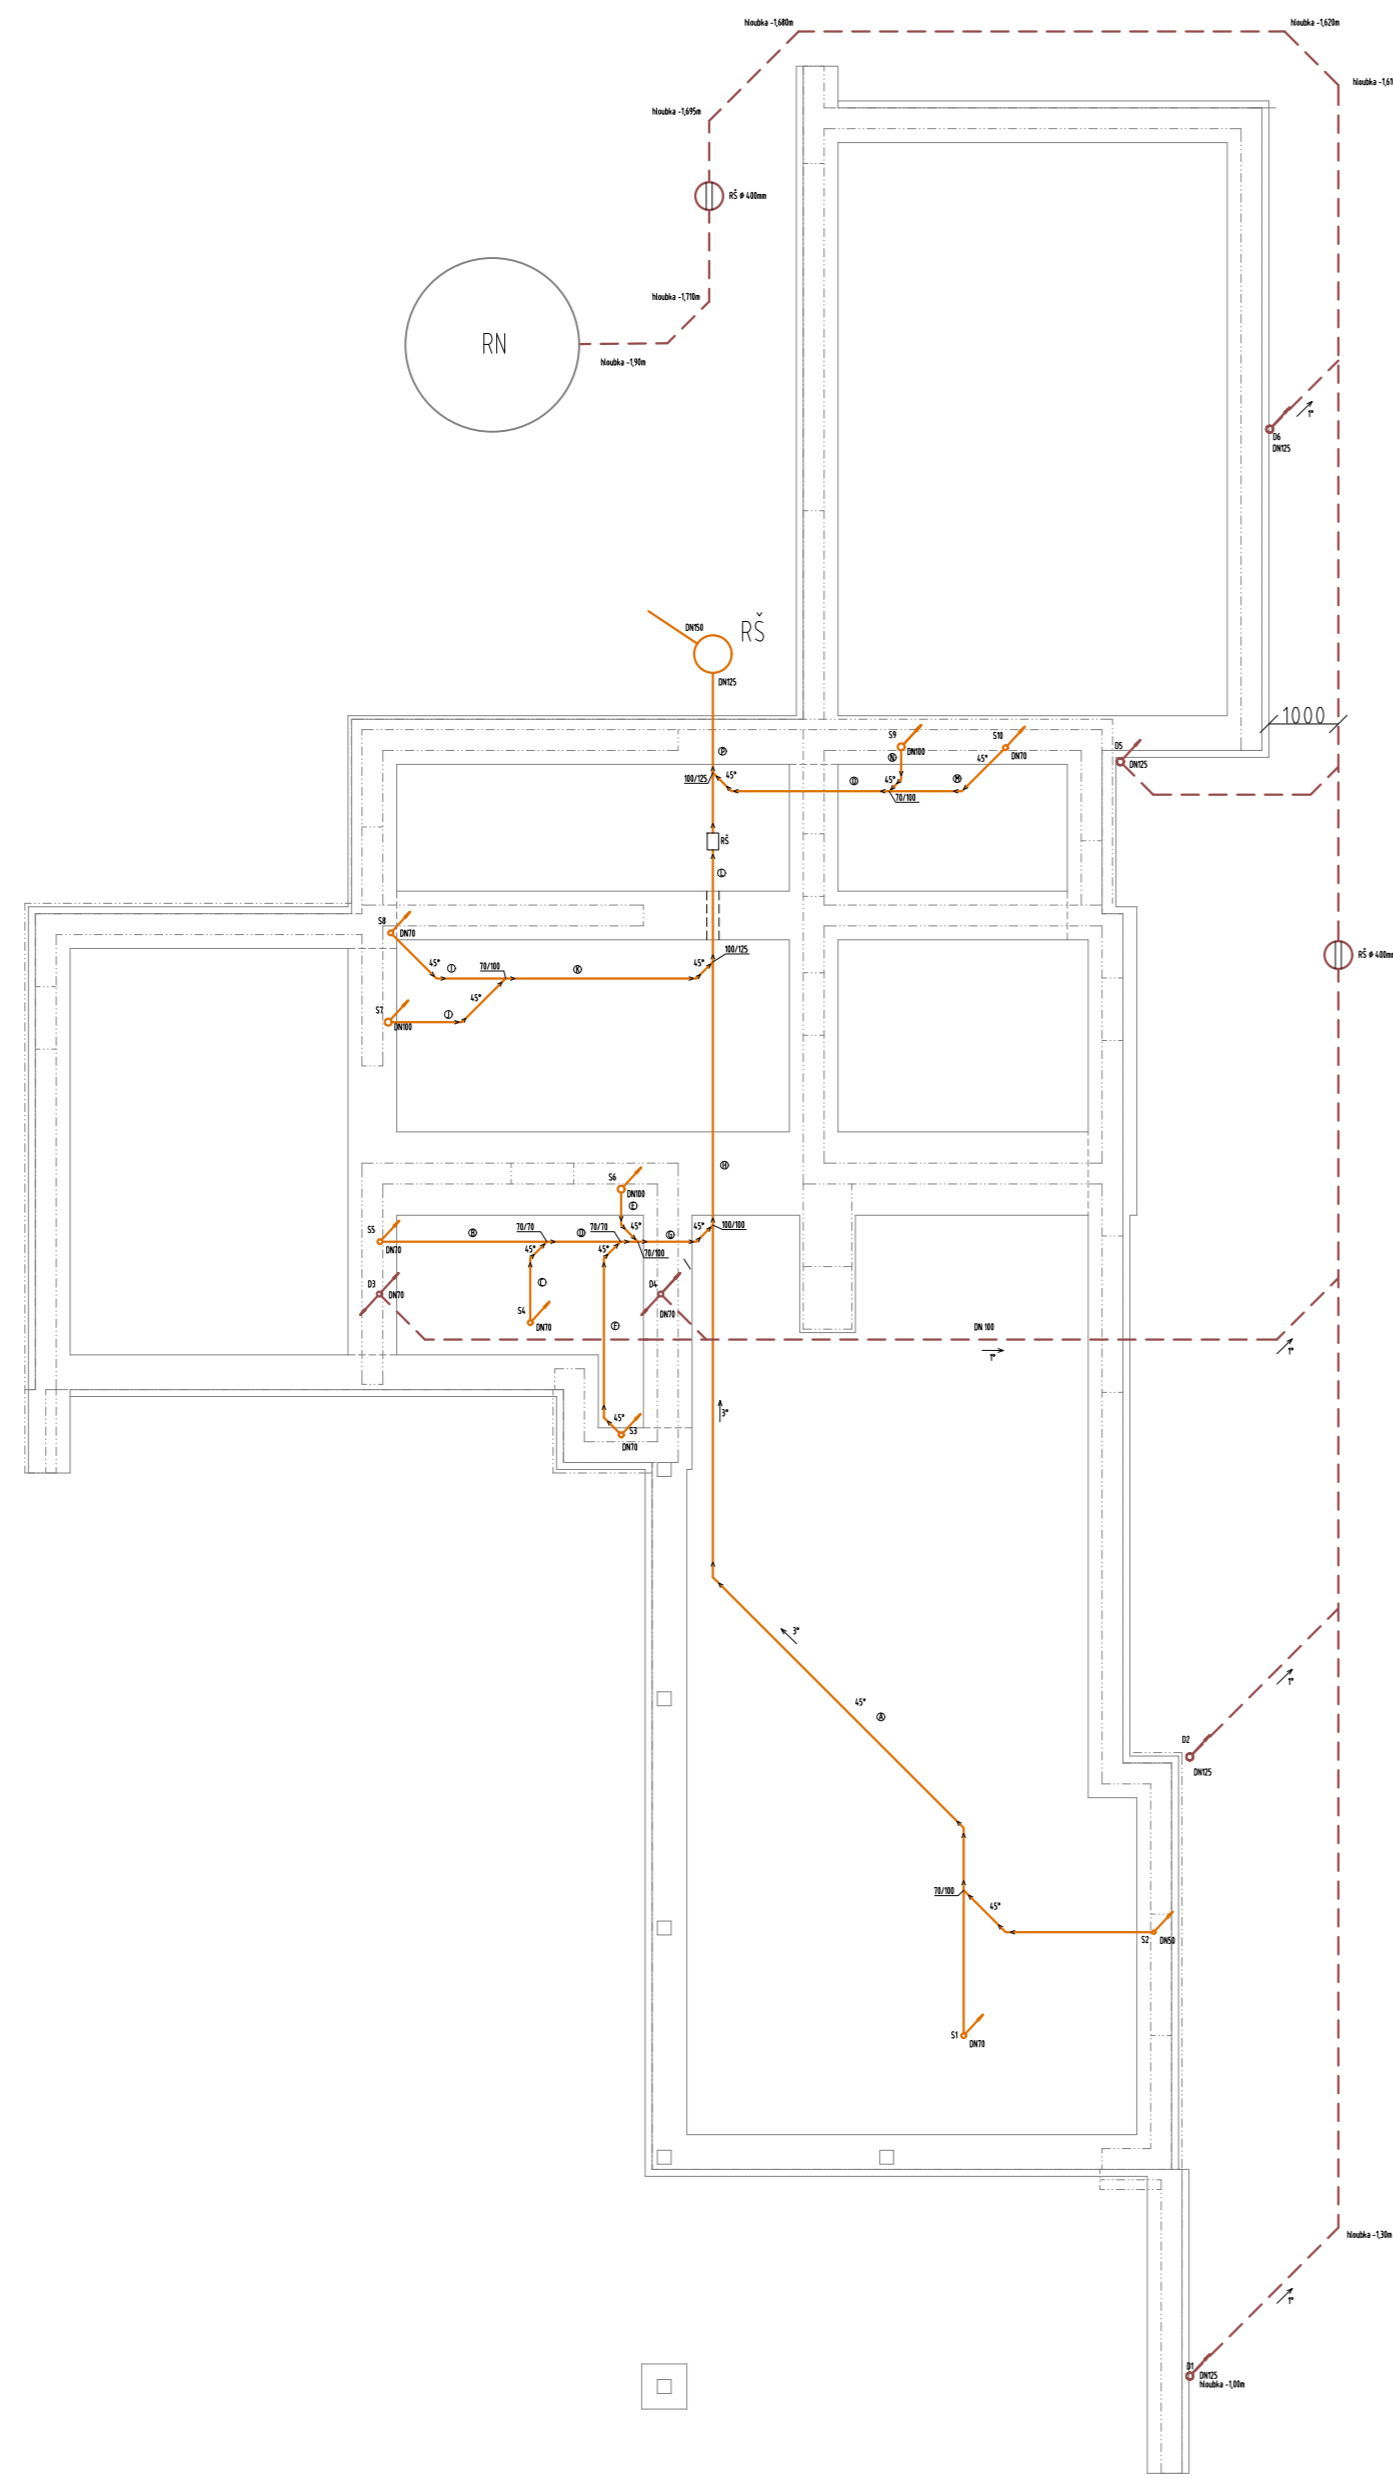 hloubka -1,680m
hloubka -1,620m
hloubka -1,695m
RŠ ϕ 400mm
hloubka -1,710m
RN
hloubka -1,90m
1°
D6
DN125
DN150
RŠ
DN125
1000
S9
DN100
S10
DN70
D5
DN125
P
N
45°
100/125
45°
O
45°
M
70/100
RŠ
L
S8
DN70
100/125
45°
I
70/100
K
45°
RŠ ϕ 400mm
45°
S7
DN100
J
H
S6
DN100
E
S5
DN70
B
70/70
D
70/70
45°
G
100/100
45°
45°
70/100
45°
C
D3
DN70
D4
DN70
S4
DN70
F
DN 100
1°
1°
3°
45°
S3
DN70
3°
45°
A
1°
D2
DN125
70/100
45°
S2
DN50
S1
DN70
hloubka -1,30m
1°
D1
DN125
hloubka -1,00m